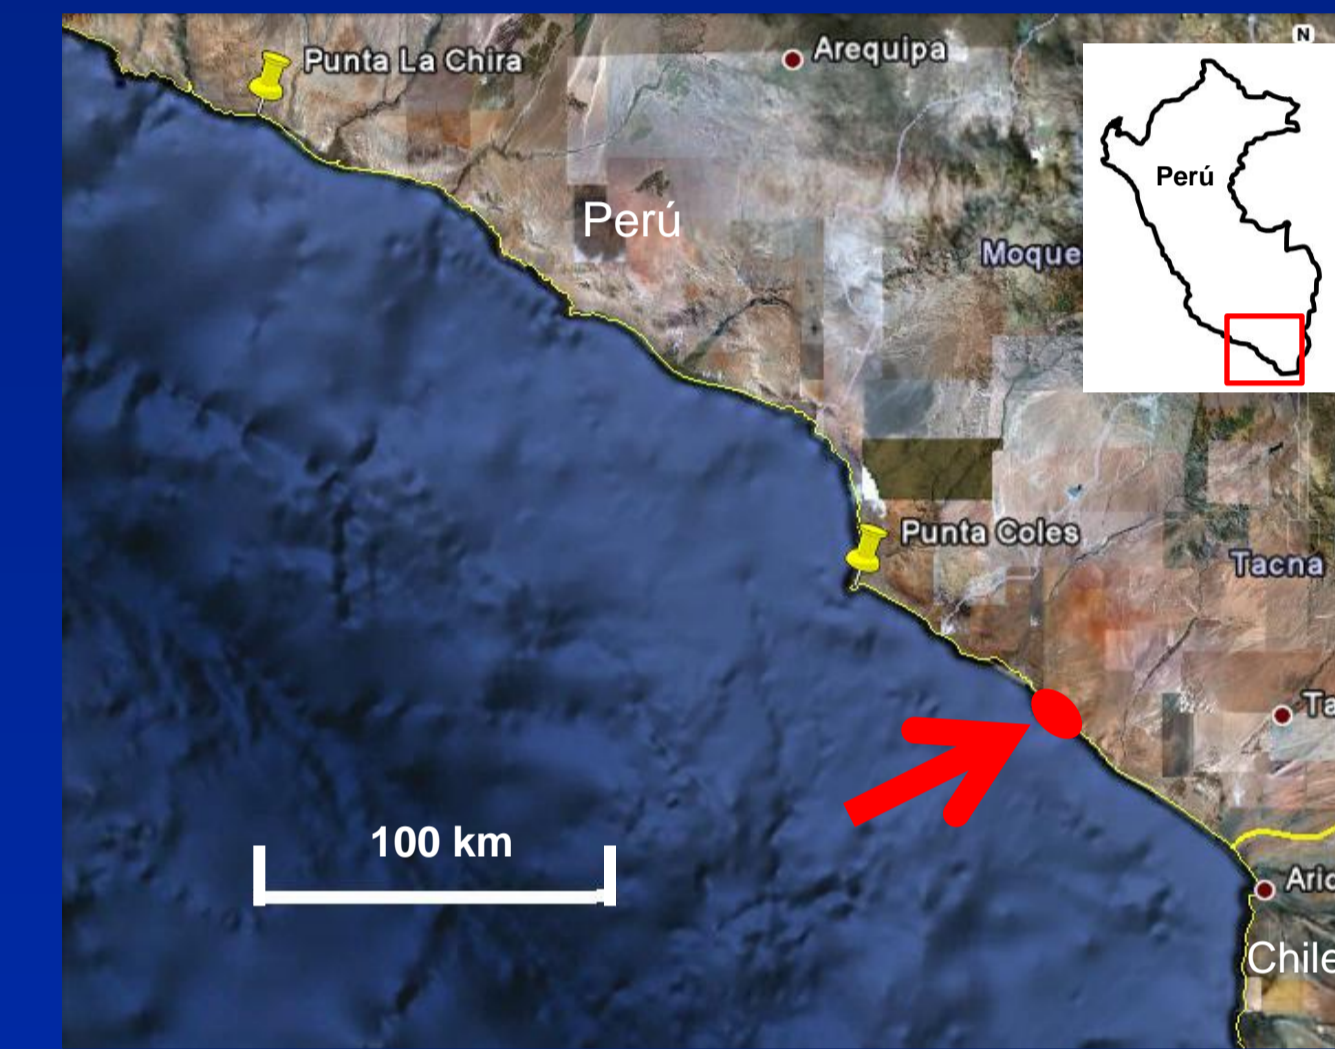 N
Punta La Chira
Arequipa
Perú
Perú
Moque
Punta Coles
Tacna
Ta
100 km
Aric
Chile